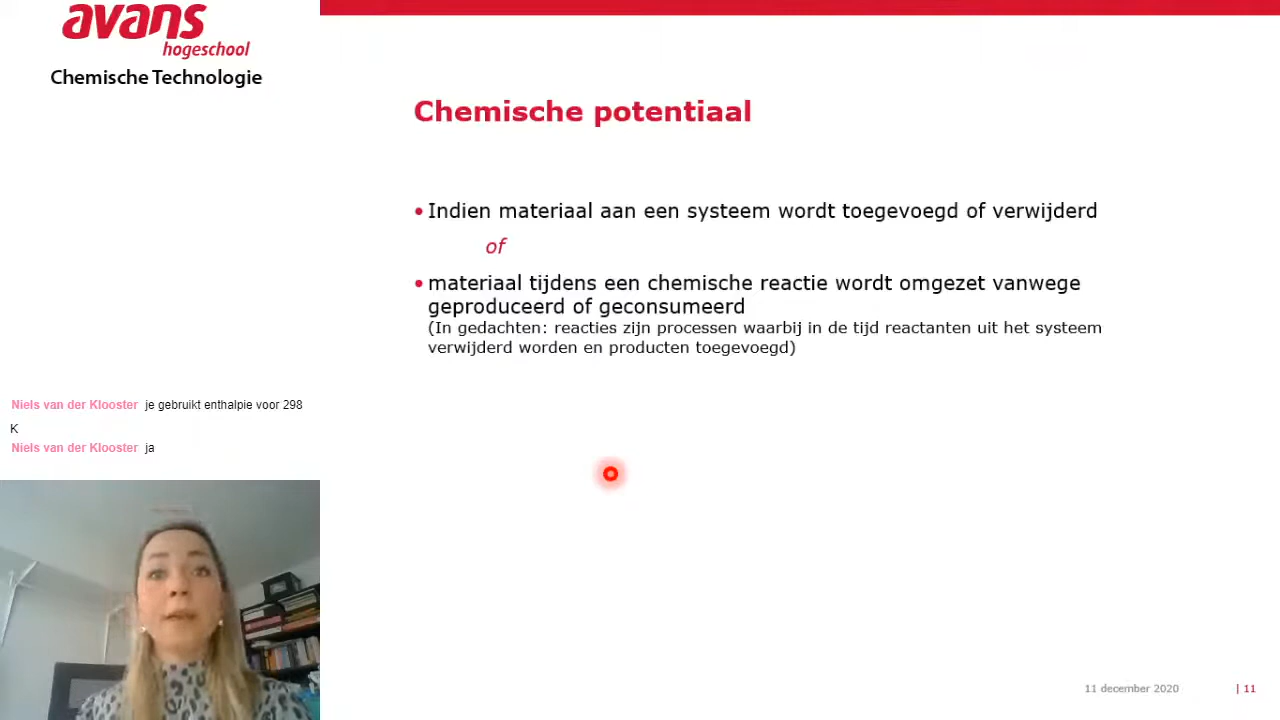 avans
hogeschool
Chemische Technologie
Chemische potentiaal
• Indien materiaal aan een systeem wordt toegevoegd of verwijderd
of
• materiaal tijdens een chemische reactie wordt omgezet vanwege
geproduceerd of geconsumeerd
(In gedachten: reacties zijn processen waarbij in de tijd reactanten uit het systeem
verwijderd worden en producten toegevoegd)
Niels van der Klooster je gebruikt enthalpie voor 298
K
Niels van der Klooster ja
11 december 2020 | 11